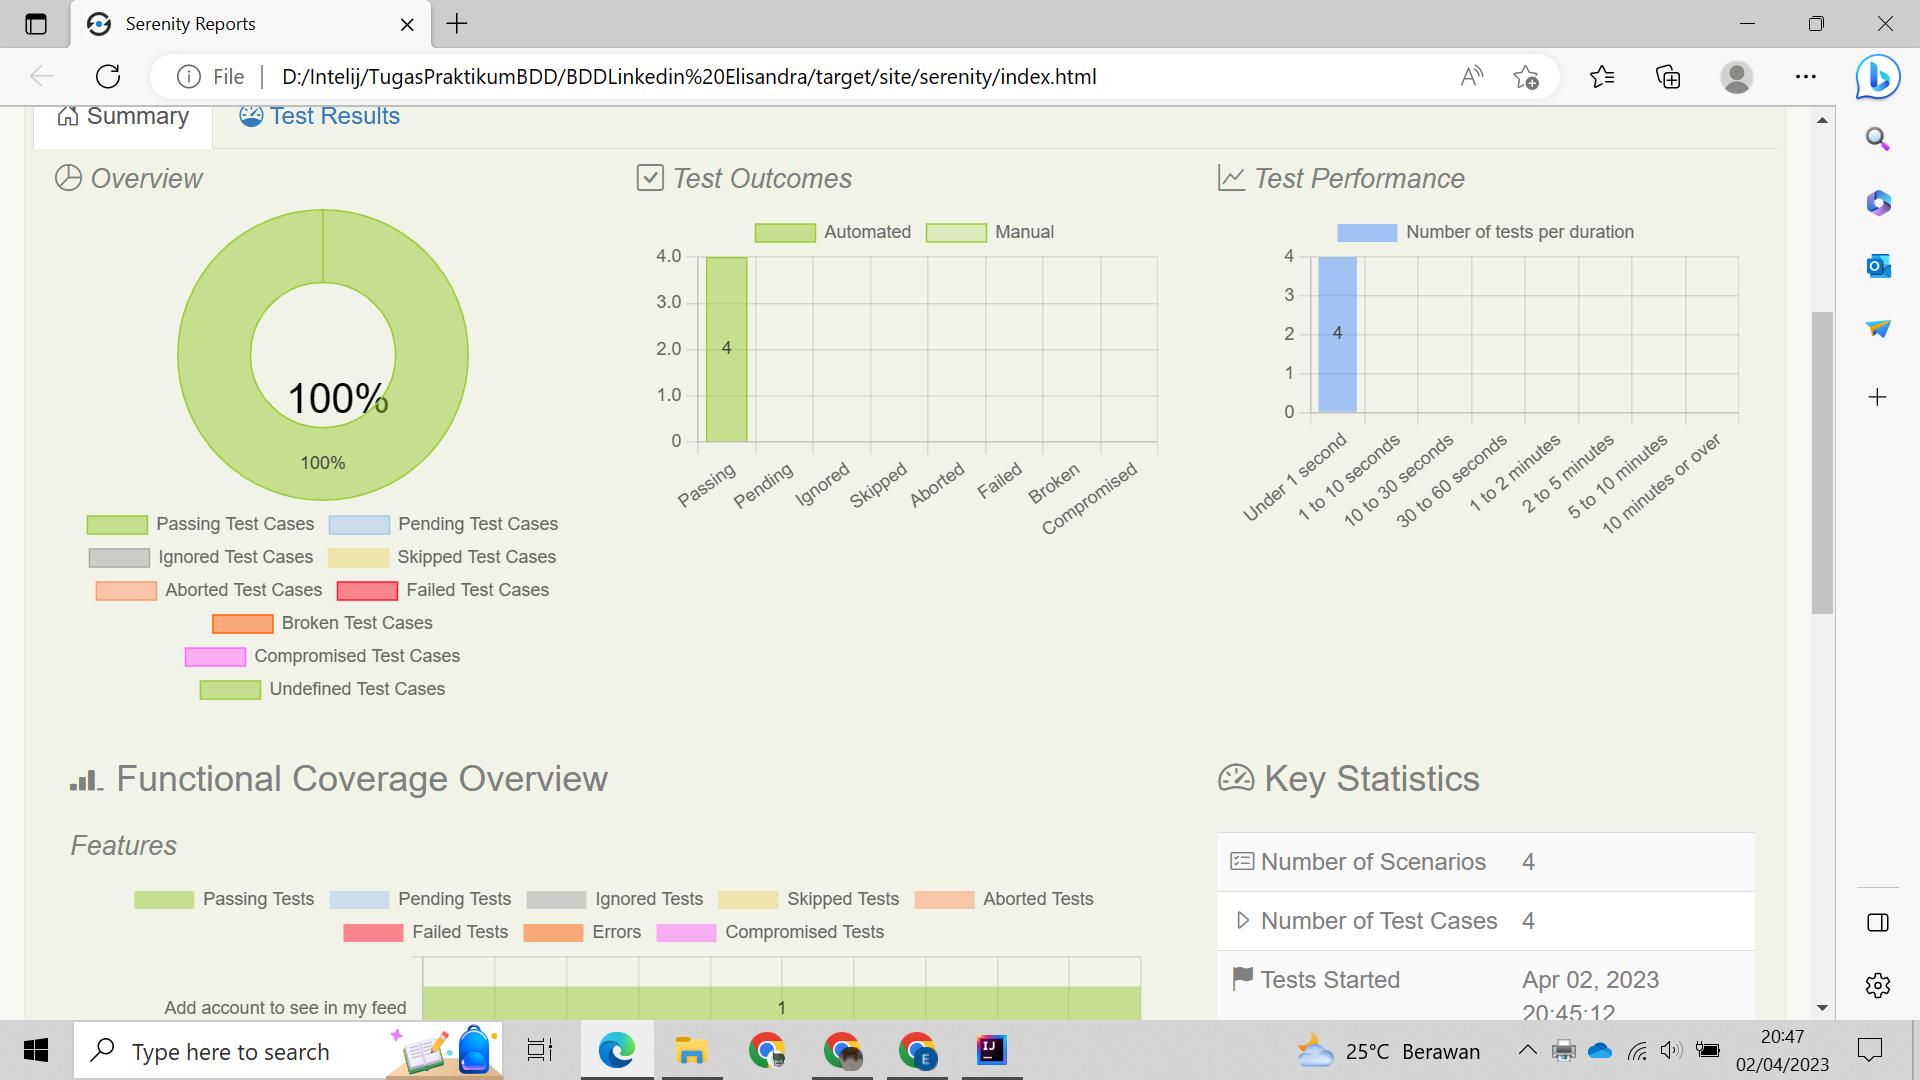 Serenity Reports
File D:/Intelij/TugasPraktikumBDD/BDDLinkedin%20Elisandra/target/site/serenity/index.html
Summary Test Results
Overview
100%
100%
Passing Test Cases Pending Test Cases
Ignored Test Cases Skipped Test Cases
Aborted Test Cases Failed Test Cases
Broken Test Cases
Compromised Test Cases
Undefined Test Cases
Test Outcomes
Automated Manual
4.0
3.0
2.0
1.0
0
4
Passing Pending Ignored Skipped Aborted Failed Broken Compromised
Test Performance
Number of tests per duration
4
3
2
1
0
4
Under 1 second 1 to 10 seconds 10 to 30 seconds 30 to 60 seconds 1 to 2 minutes 2 to 5 minutes 5 to 10 minutes 10 minutes or over
Functional Coverage Overview
Features
Passing Tests Pending Tests Ignored Tests Skipped Tests Aborted Tests
Failed Tests Errors Compromised Tests
Add account to see in my feed 1
Key Statistics
Number of Scenarios 4
Number of Test Cases 4
Tests Started Apr 02, 2023
20:45:12
Type here to search
E
IJ
25°C Berawan
20:47
02/04/2023